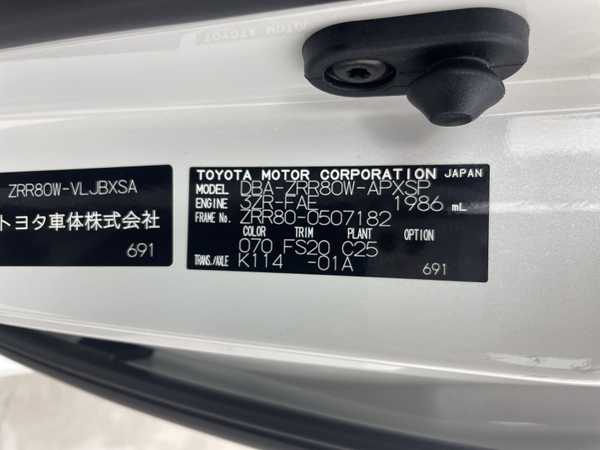 ZRR80W-VLJBXSA
トヨタ車体株式会社
691
TOYOTA MOTOR CORPORATION JAPAN
MODEL DBA-ZRR80W-APXSP
ENGINE 3ZR-FAE 1986 mL
FRAME No. ZRR80-0507182
COLOR TRIM PLANT OPTION
070 FS20 C25
TRANS./AXLE K114 -01A 691